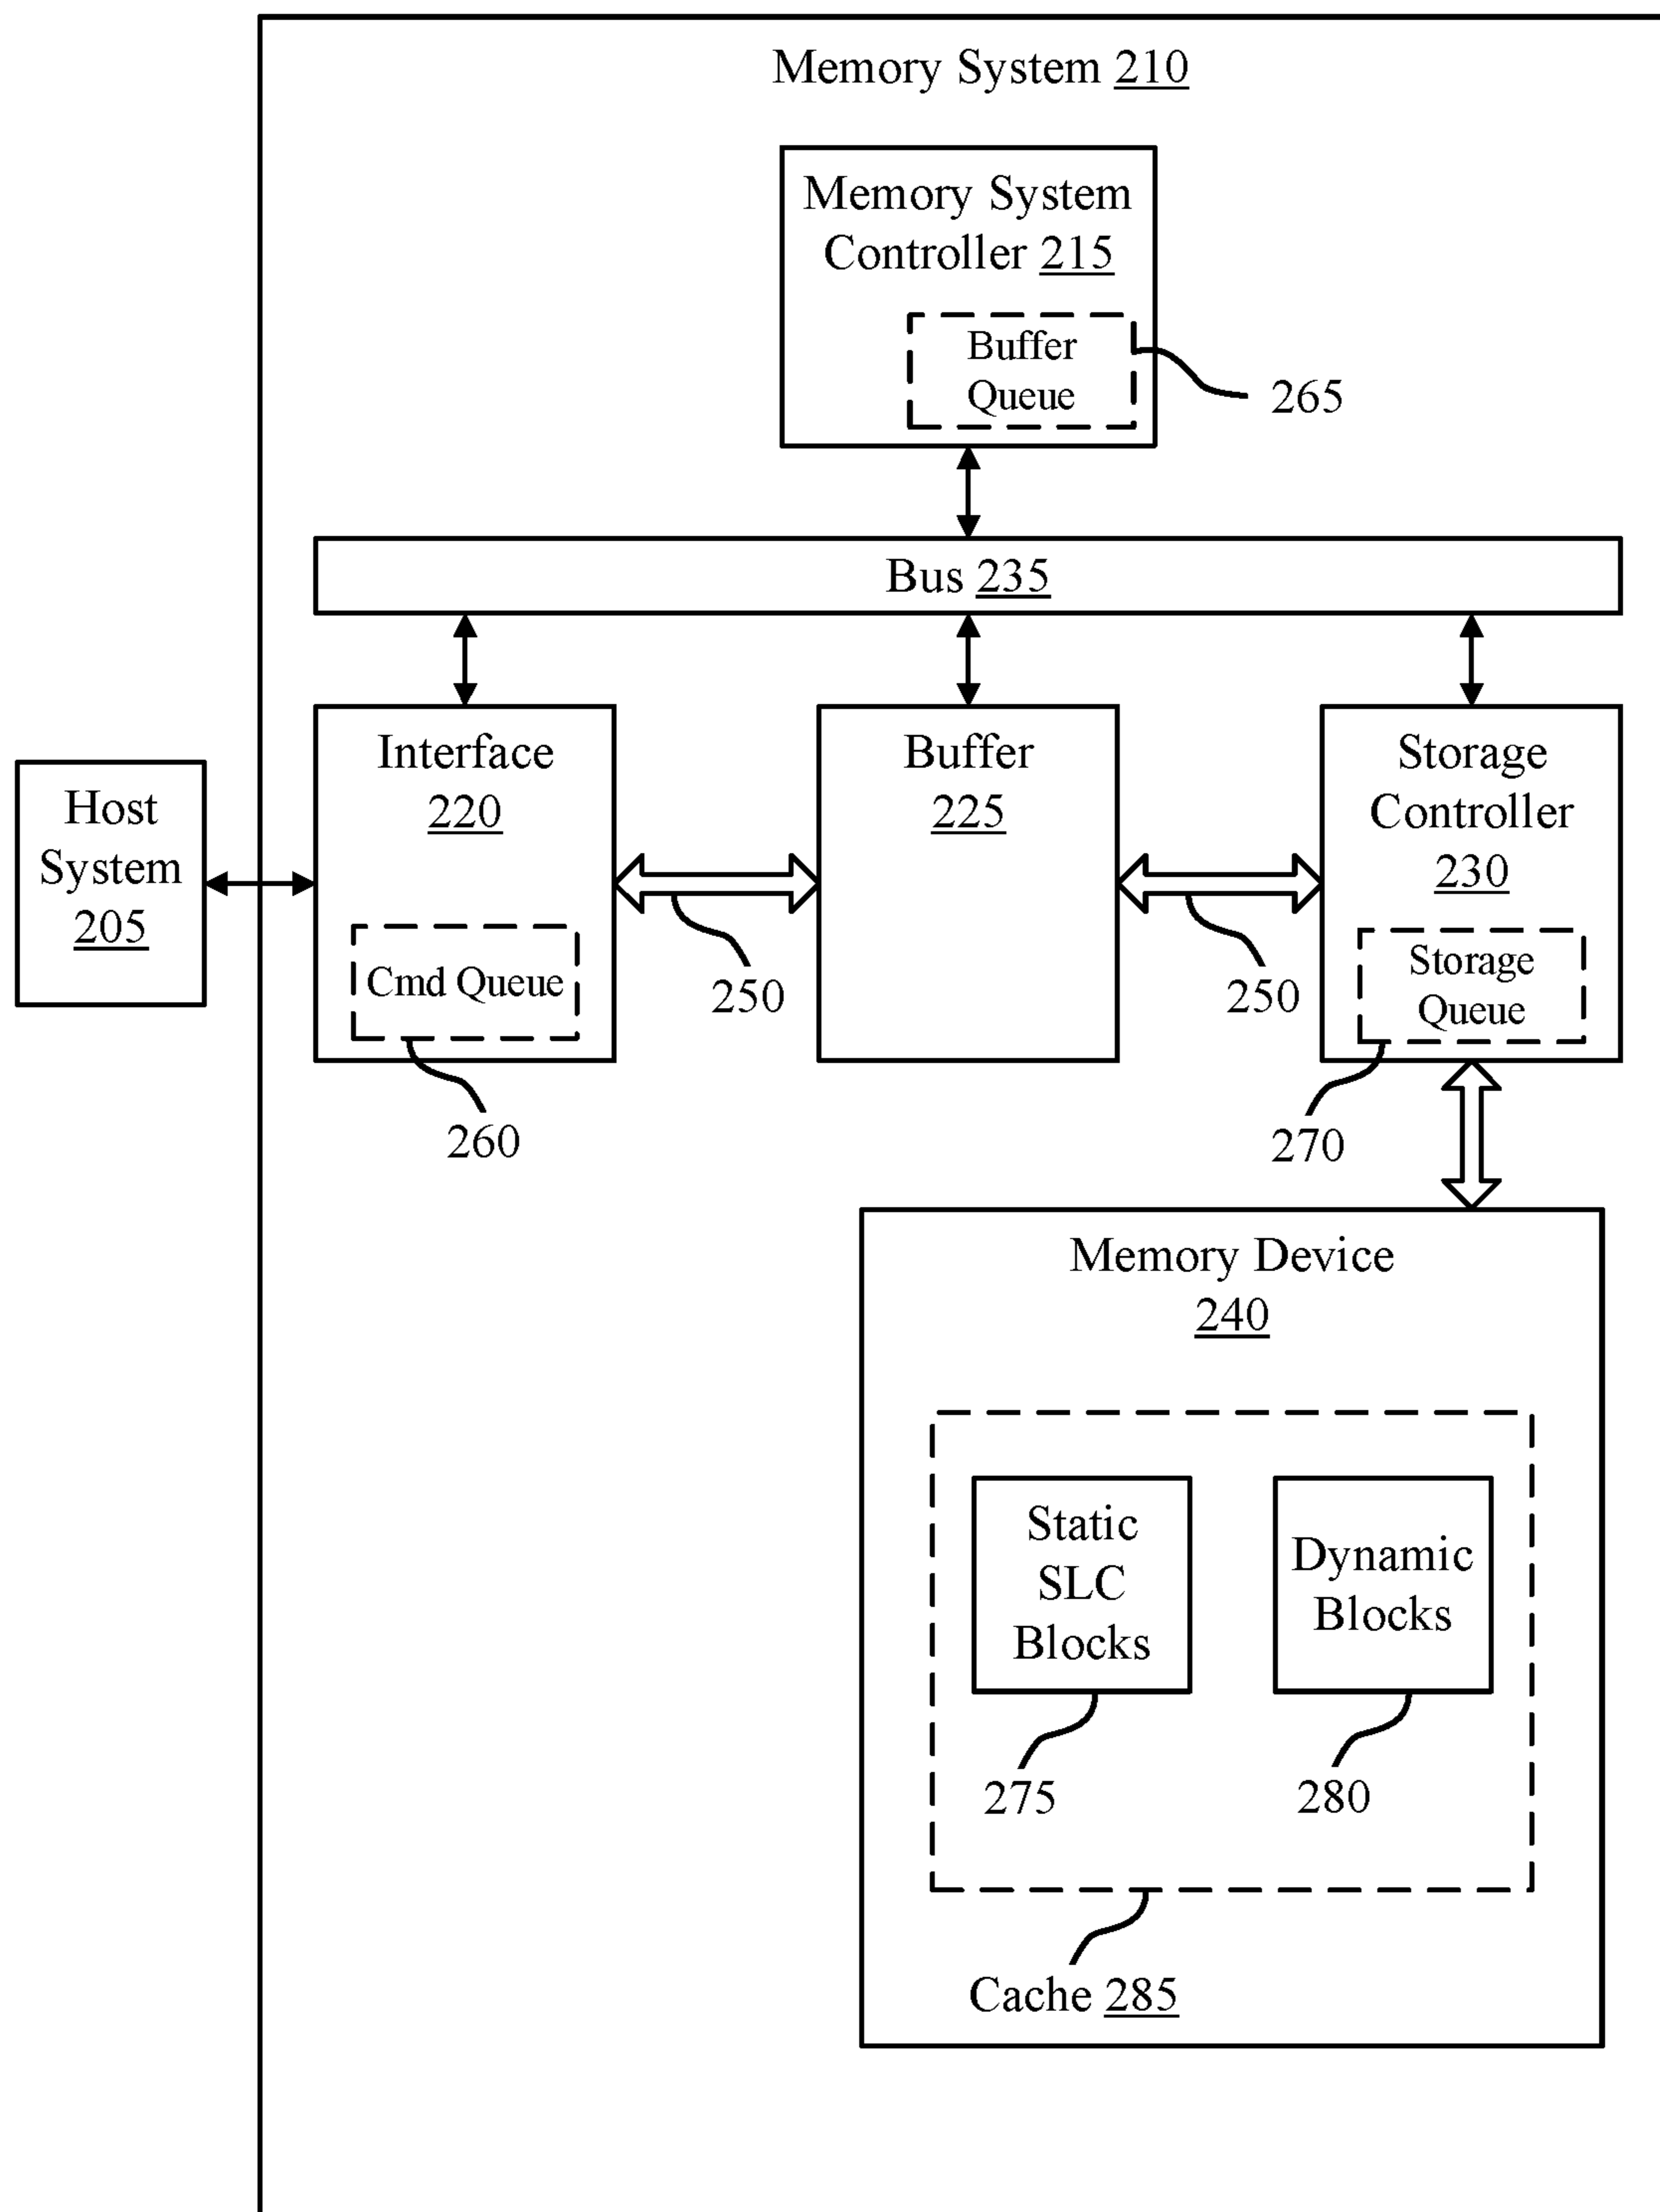 Memory System 210
Memory System
Controller 215
Buffer
Queue
265
Bus 235
Host
System
205
Interface
220
Cmd Queue
260
250
Buffer
225
250
Storage
Controller
230
Storage
Queue
270
Memory Device
240
Static
SLC
Blocks
275
Dynamic
Blocks
280
Cache 285